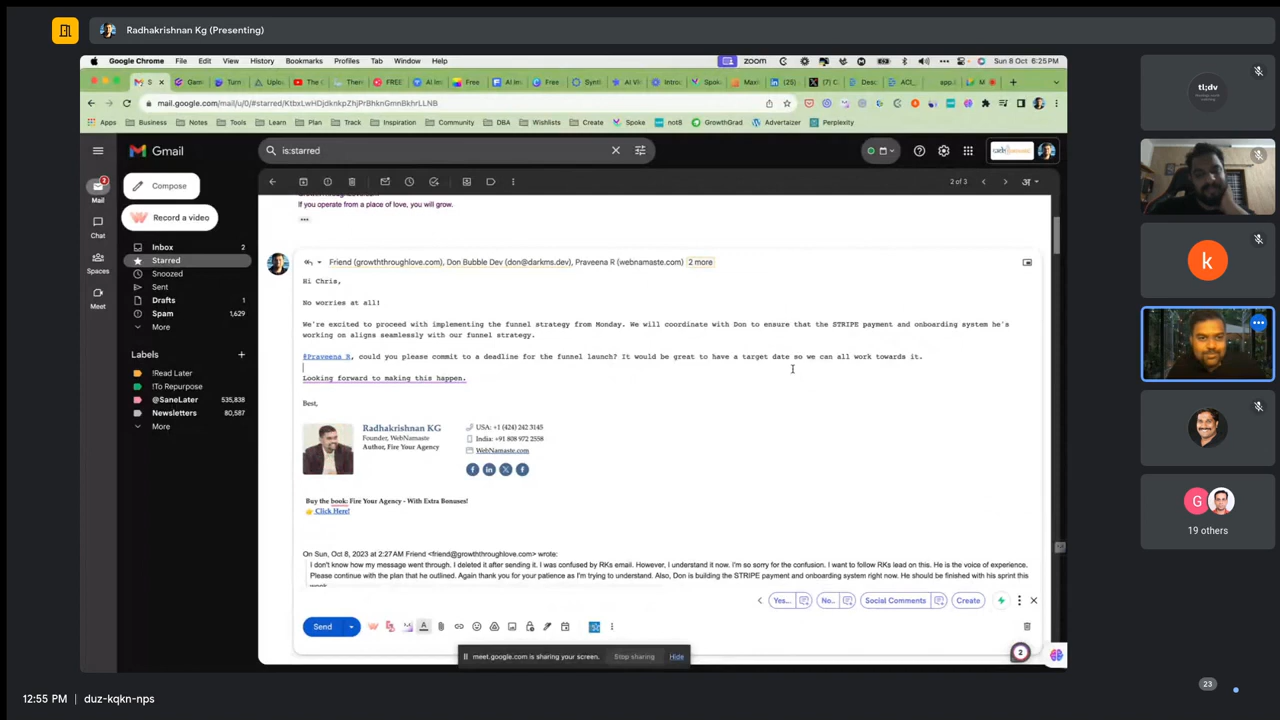 Radhakrishnan Kg (Presenting)
Google Chrome File Edit View History Bookmarks Profiles Tab Window Help
zoom
Sun 8 Oct 6:25PM
mail.google.com/mail/u/0/#starred/KtbxLwHDjdknkpZhjPrBhknGmnBkhrLLNB
Apps Business Notes Tools Learn Plan Track Inspiration Community DBA Wishlists Create Spoke not8 GrowthGrad Advertaizer Perplexity
Gmail
is:starred
Compose
Record a video
2
Mail
Chat
Spaces
Meet
Inbox 2
Starred
Snoozed
Sent
Drafts 1
Spam 1,629
More
Labels
!Read Later
!To Repurpose
@SaneLater 535,838
Newsletters 80,587
More
2 of 3
If you operate from a place of love, you will grow.
Friend (growththroughlove.com), Don Bubble Dev (don@darkms.dev), Praveena R (webnamaste.com) 2 more
Hi Chris,
No worries at all!
We're excited to proceed with implementing the funnel strategy from Monday. We will coordinate with Don to ensure that the STRIPE payment and onboarding system he's
working on aligns seamlessly with our funnel strategy.
@Praveena R, could you please commit to a deadline for the funnel launch? It would be great to have a target date so we can all work towards it.
Looking forward to making this happen.
Best,
Radhakrishnan KG
Founder, WebNamaste
Author, Fire Your Agency
USA: +1 (424) 242 3145
India: +91 808 972 2558
WebNamaste.com
Buy the book: Fire Your Agency - With Extra Bonuses!
👉 Click Here!
On Sun, Oct 8, 2023 at 2:27AM Friend <friend@growththroughlove.com> wrote:
I don't know how my message went through. I deleted it after sending it. I was confused by RKs email. However, I understand it now. I'm so sorry for the confusion. I want to follow RKs lead on this. He is the voice of experience.
Please continue with the plan that he outlined. Again thank you for your patience as I'm trying to understand. Also, Don is building the STRIPE payment and onboarding system right now. He should be finished with his sprint this
week.
Yes... No.. Social Comments Create
Send
meet.google.com is sharing your screen. Stop sharing Hide
2
tl;dv
k
G
19 others
23
12:55 PM | duz-kqkn-nps